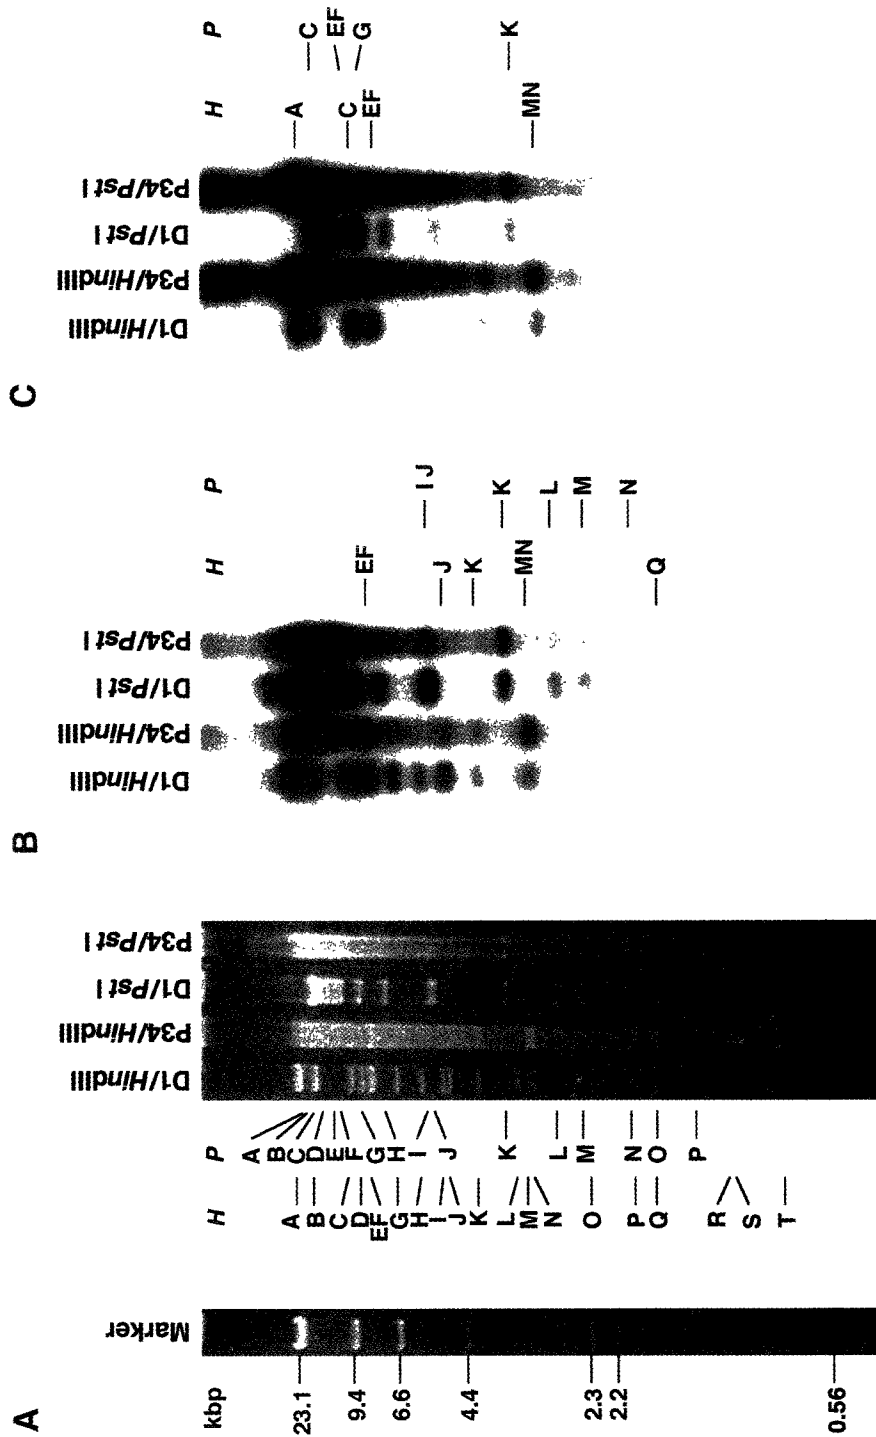 A
Marker
kbp
23.1
9.4
6.6
4.4
2.3
2.2
0.56
H
A
B
C
D
EF
G
H
I
J
K
L
M
N
O
P
Q
R
S
T
P
A
B
C
D
E
F
G
H
I
J
K
L
M
N
O
P
D1/HindIII
P34/HindIII
D1/Pst I
P34/Pst I
B
D1/HindIII
P34/HindIII
D1/Pst I
P34/Pst I
H
EF
J
K
MN
Q
P
I J
K
L
M
N
C
D1/HindIII
P34/HindIII
D1/Pst I
P34/Pst I
H
A
C
EF
MN
P
C
EF
G
K